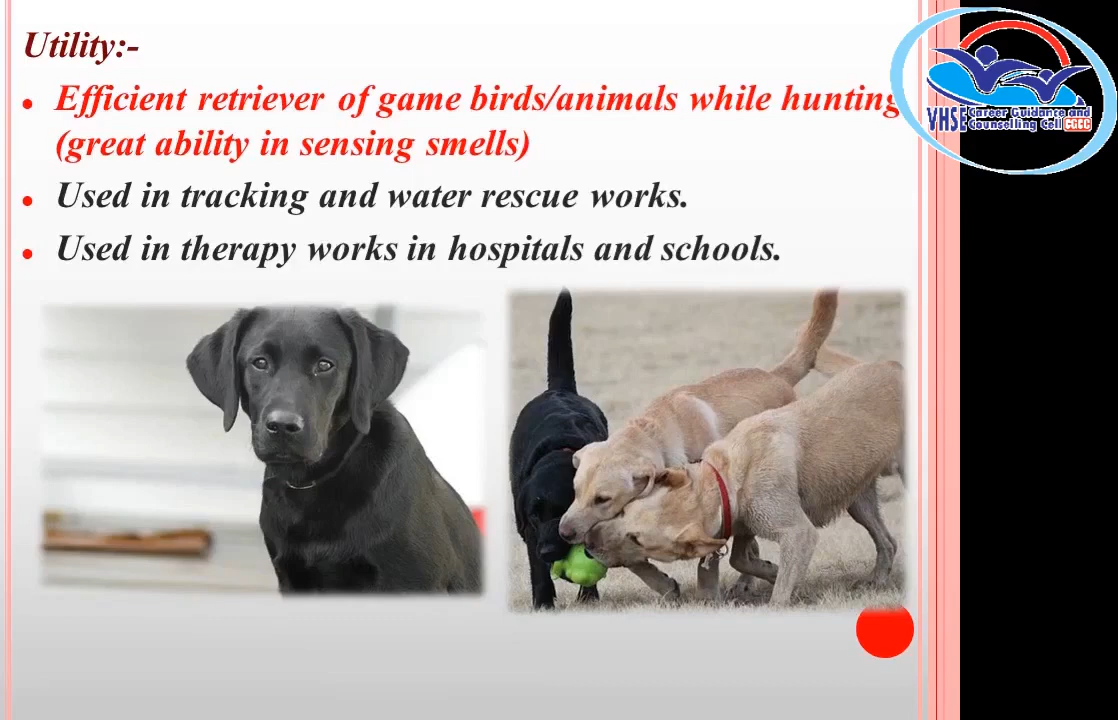 Utility:-
Efficient retriever of game birds/animals while hunting
(great ability in sensing smells)
Used in tracking and water rescue works.
Used in therapy works in hospitals and schools.
VHSE Career Guidance and
Counselling Cell CGCC